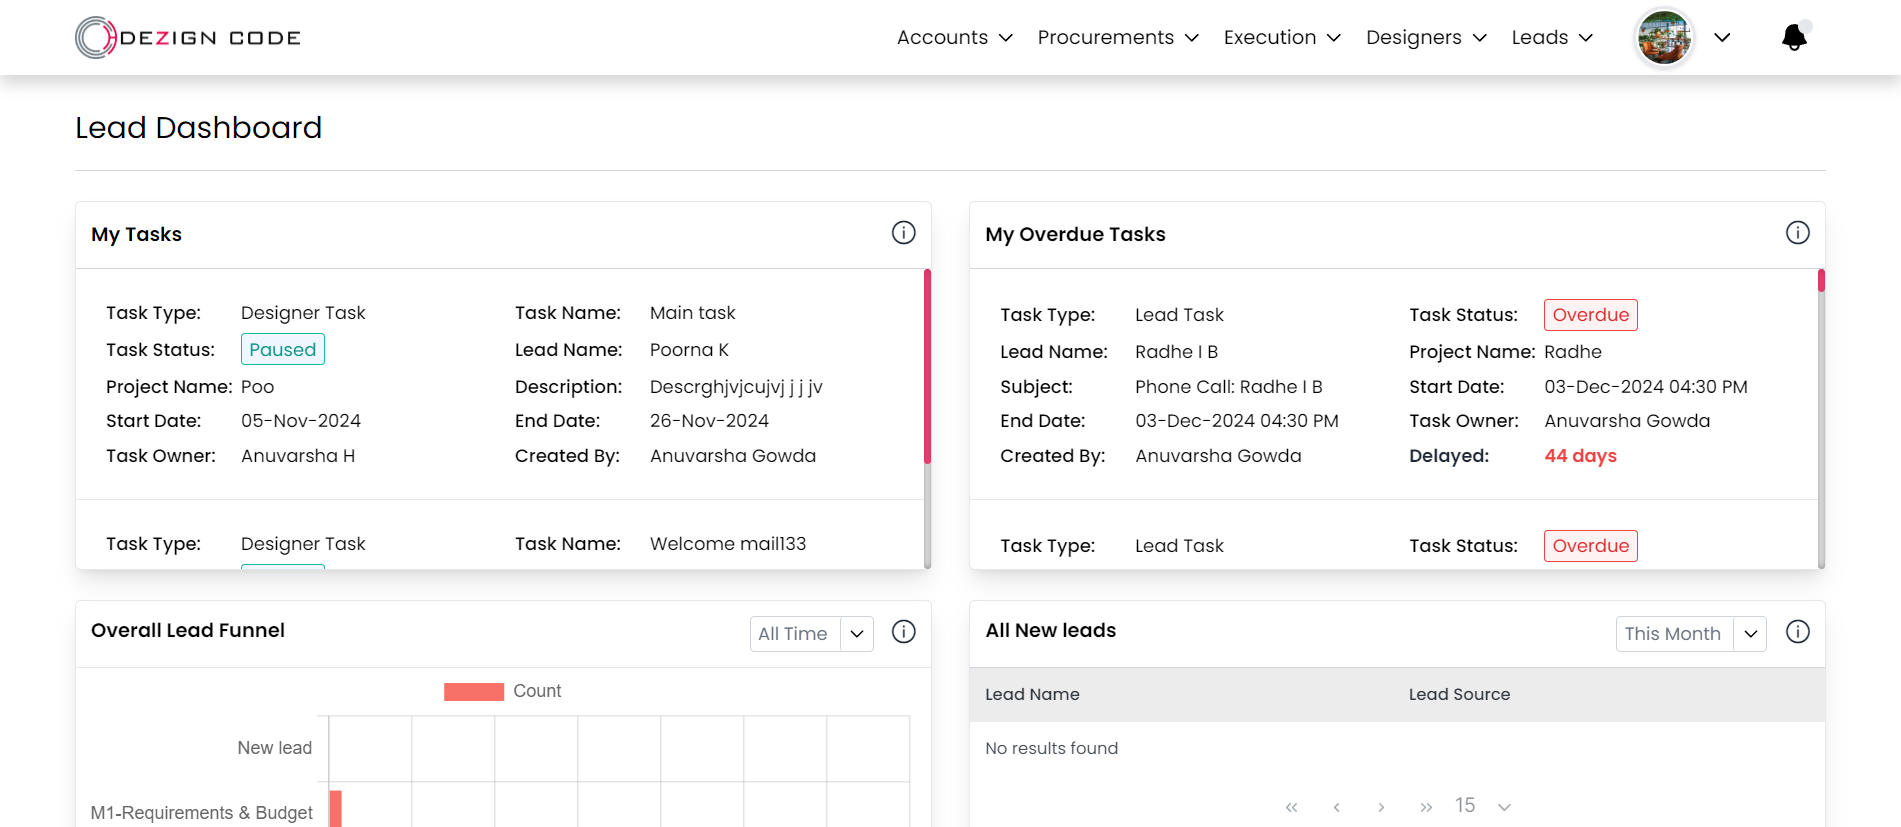 DEZIGN CODE
Accounts Procurements Execution Designers Leads
Lead Dashboard
My Tasks
Task Type: Designer Task Task Name: Main task
Task Status: Paused Lead Name: Poorna K
Project Name: Poo Description: Descrghjvjcujvj j j j jv
Start Date: 05-Nov-2024 End Date: 26-Nov-2024
Task Owner: Anuvarsha H Created By: Anuvarsha Gowda
Task Type: Designer Task Task Name: Welcome mail133
My Overdue Tasks
Task Type: Lead Task Task Status: Overdue
Lead Name: Radhe I B Project Name: Radhe
Subject: Phone Call: Radhe I B Start Date: 03-Dec-2024 04:30 PM
End Date: 03-Dec-2024 04:30 PM Task Owner: Anuvarsha Gowda
Created By: Anuvarsha Gowda Delayed: 44 days
Task Type: Lead Task Task Status: Overdue
Overall Lead Funnel All Time
Count
New lead
M1-Requirements & Budget
All New leads This Month
Lead Name Lead Source
No results found
« ‹ › » 15